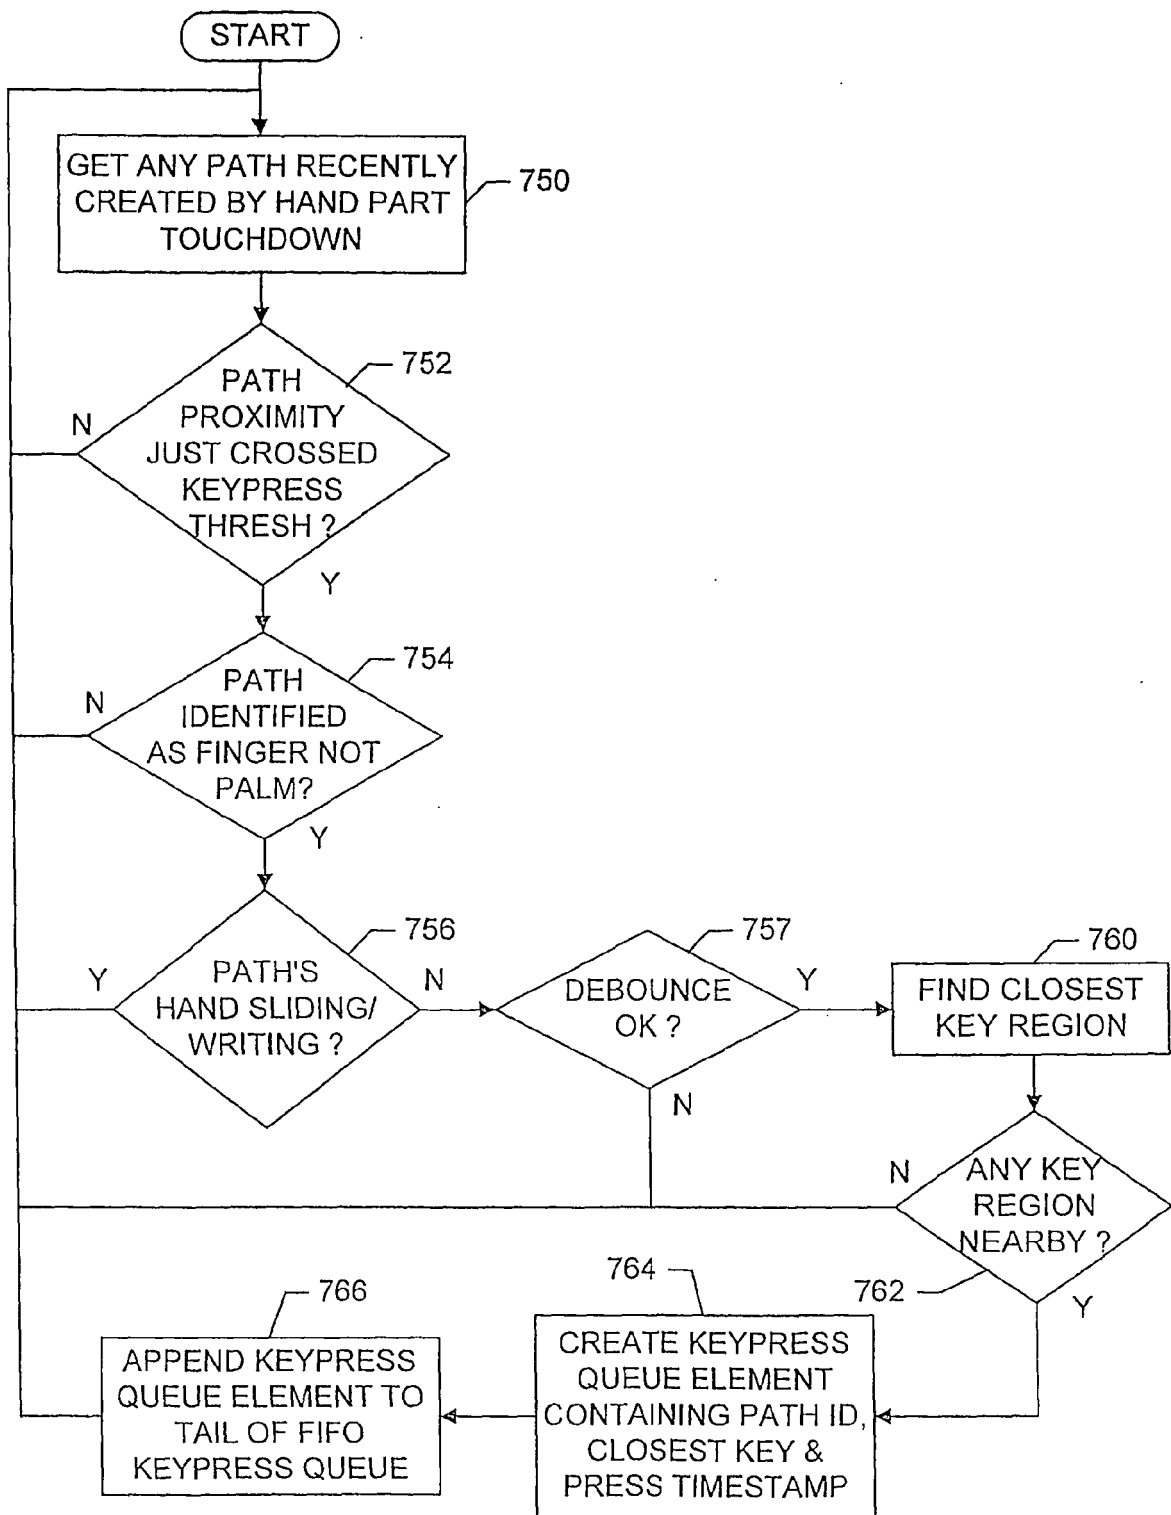 START
GET ANY PATH RECENTLY
CREATED BY HAND PART
TOUCHDOWN
750
752
PATH
PROXIMITY
JUST CROSSED
KEYPRESS
THRESH ?
N
Y
754
PATH
IDENTIFIED
AS FINGER NOT
PALM?
N
Y
756
PATH'S
HAND SLIDING/
WRITING ?
Y
N
757
DEBOUNCE
OK ?
Y
N
760
FIND CLOSEST
KEY REGION
ANY KEY
REGION
NEARBY ?
N
762
Y
764
CREATE KEYPRESS
QUEUE ELEMENT
CONTAINING PATH ID,
CLOSEST KEY &
PRESS TIMESTAMP
766
APPEND KEYPRESS
QUEUE ELEMENT TO
TAIL OF FIFO
KEYPRESS QUEUE